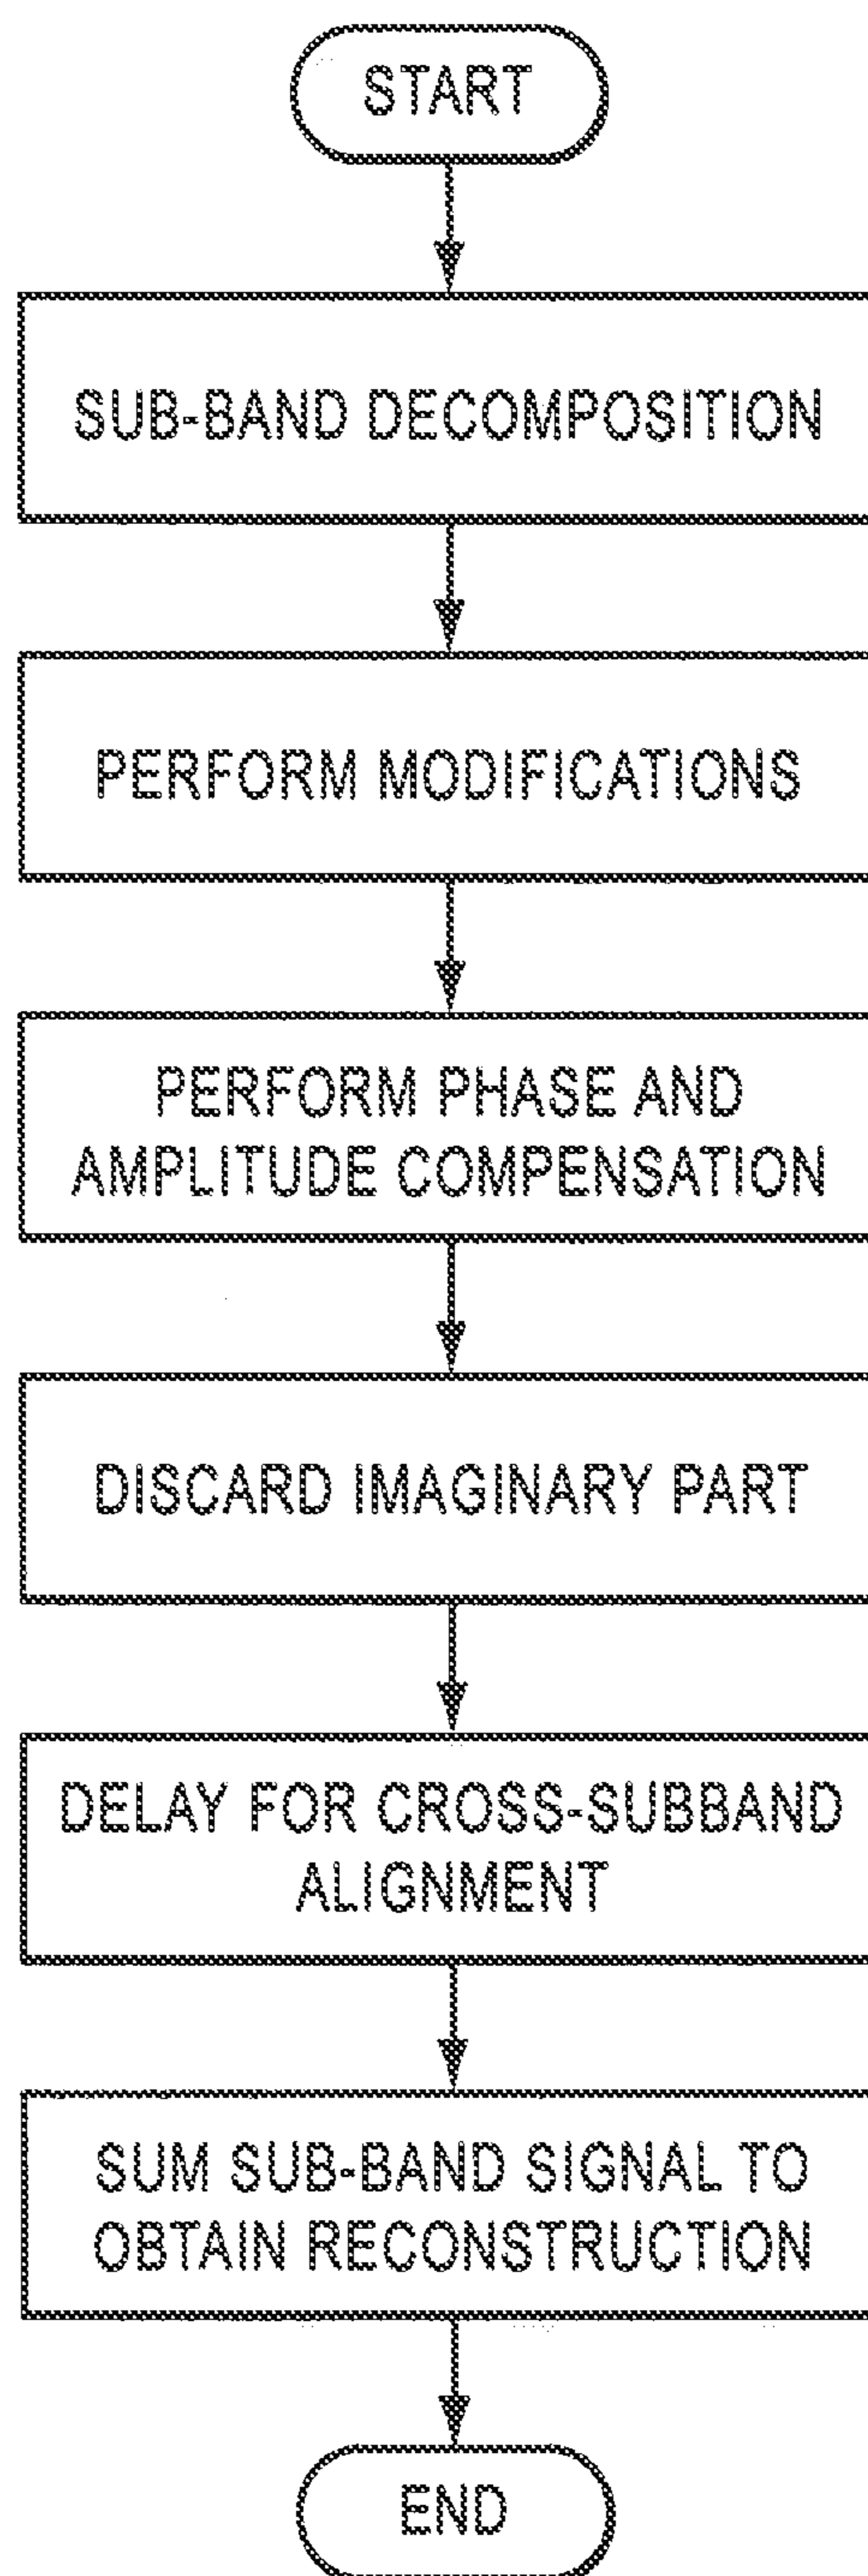 START
SUB-BAND DECOMPOSITION
PERFORM MODIFICATIONS
PERFORM PHASE AND
AMPLITUDE COMPENSATION
DISCARD IMAGINARY PART
DELAY FOR CROSS-SUBBAND
ALIGNMENT
SUM SUB-BAND SIGNAL TO
OBTAIN RECONSTRUCTION
END